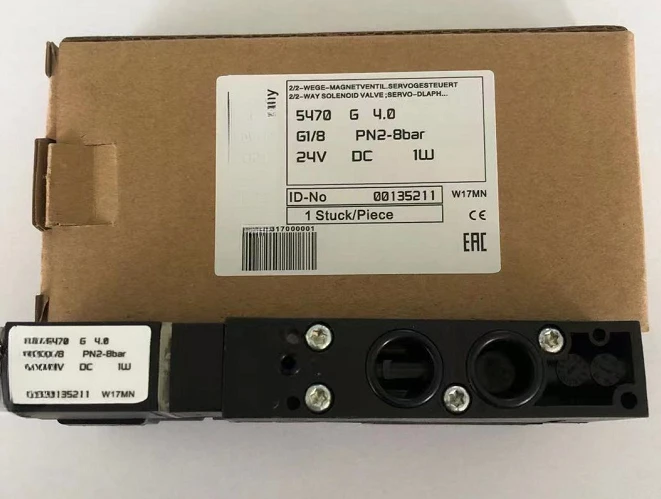 2/2-WEGE-MAGNETVENTIL.SERVOGESTEUERT
2/2-WAY SOLENOID VALVE ;SERVO-DLAPH...
5470 G 4.0
G1/8 PN2-8bar
24V DC 1W
ID-No 00135211 W17MN
1 Stuck/Piece
CE
EAC
017000001
5470 G 4.0
PN2-8bar
DC 1W
W17MN